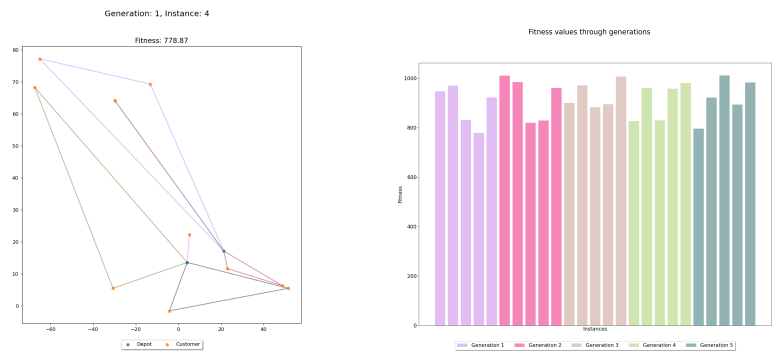 Generation: 1, Instance: 4
Fitness: 778.87
80
70
60
50
40
30
20
10
0
−60
−40
−20
0
20
40
Depot
Customer
Fitness values through generations
Fitness
1000
800
600
400
200
0
Instances
Generation 1
Generation 2
Generation 3
Generation 4
Generation 5